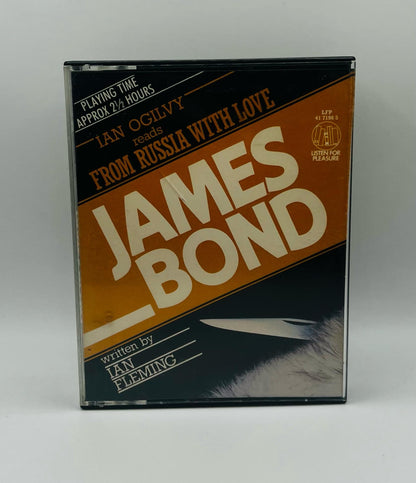 PLAYING TIME
APPROX 2½ HOURS
IAN OGILVY
reads
FROM RUSSIA WITH LOVE
LFP
41 7198 5
LISTEN FOR
PLEASURE
JAMES
BOND
written by
IAN
FLEMING